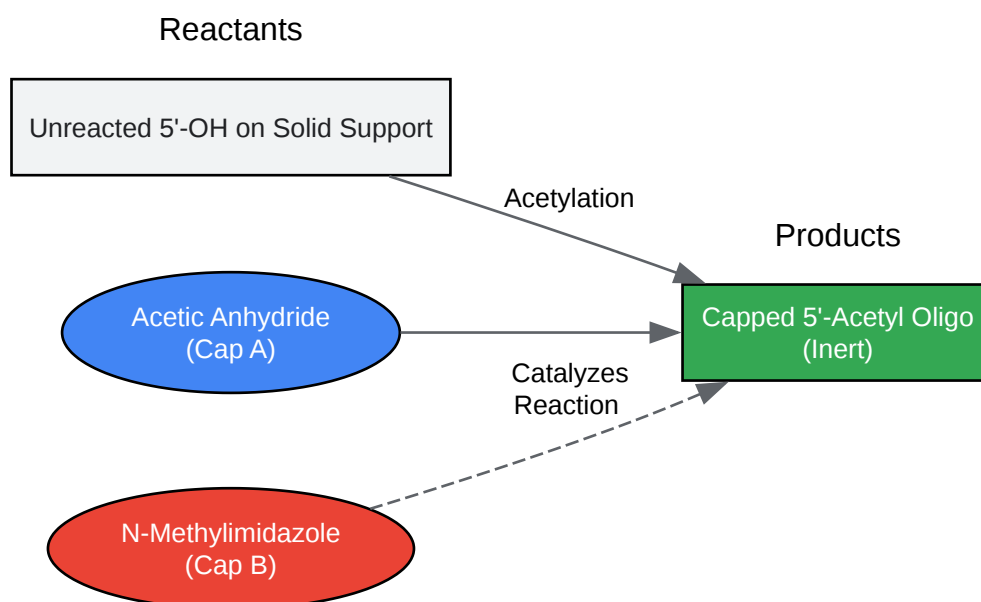 Reactants
Unreacted 5'-OH on Solid Support
Acetylation
Products
Acetic Anhydride
(Cap A)
Capped 5'-Acetyl Oligo
(Inert)
Catalyzes
Reaction
N-Methylimidazole
(Cap B)